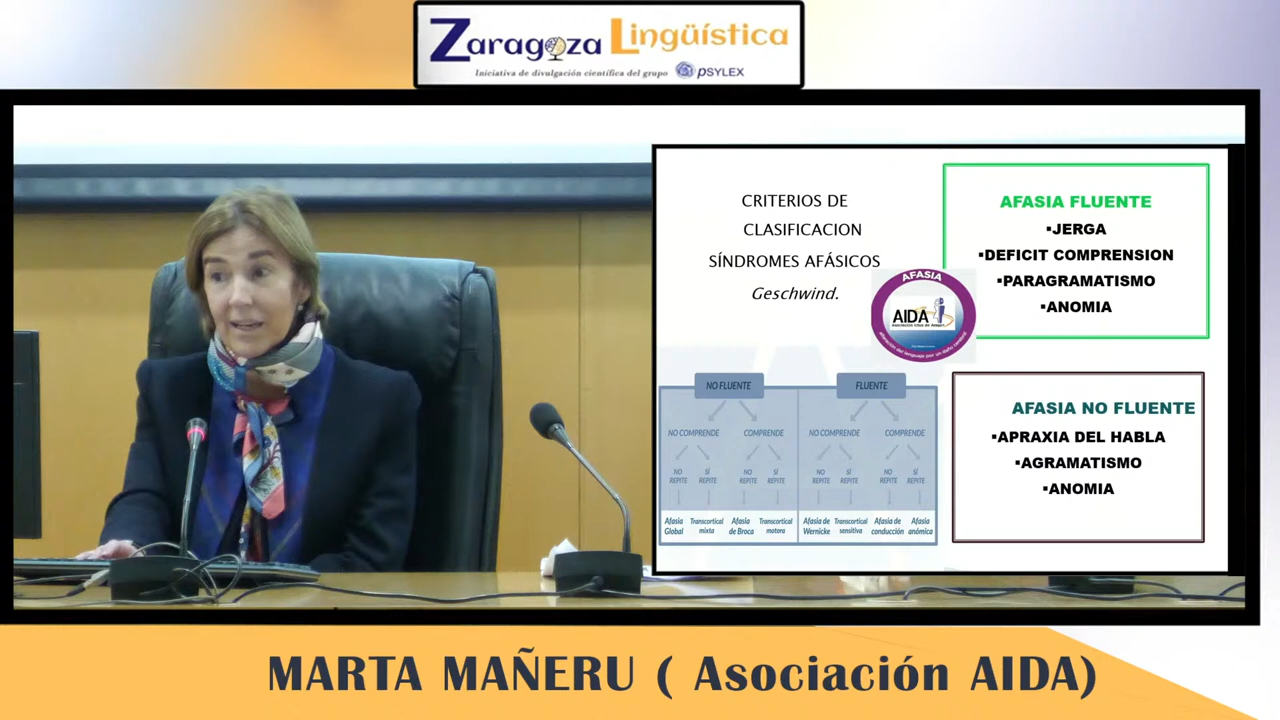 Zaragoza Lingüística
Iniciativa de divulgación científica del grupo PSYLEX
CRITERIOS DE
CLASIFICACION
SÍNDROMES AFÁSICOS
Geschwind.
AFASIA
AIDA
AFASIA FLUENTE
▪JERGA
▪DEFICIT COMPRENSION
▪PARAGRAMATISMO
▪ANOMIA
NO FLUENTE FLUENTE
NO COMPRENDE COMPRENDE NO COMPRENDE COMPRENDE
NO SÍ NO SÍ NO SÍ NO SÍ
REPITE REPITE REPITE REPITE REPITE REPITE REPITE REPITE
Afasia Transcortical Afasia Transcortical Afasia de Transcortical Afasia de Afasia
Global mixta de Broca motora Wernicke sensitiva conducción anómica
AFASIA NO FLUENTE
▪APRAXIA DEL HABLA
▪AGRAMATISMO
▪ANOMIA
MARTA MAÑERU ( Asociación AIDA)